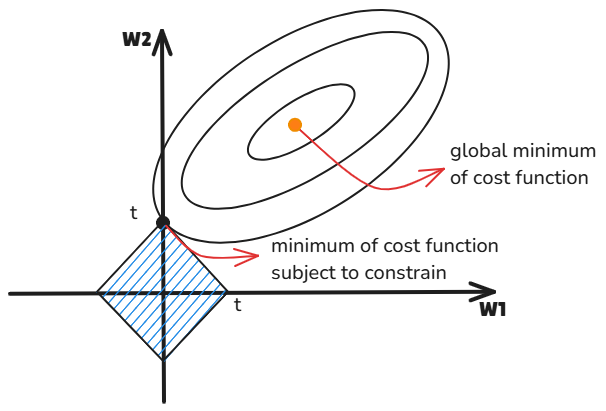 W2
global minimum
of cost function
t
minimum of cost function
subject to constrain
t
W1